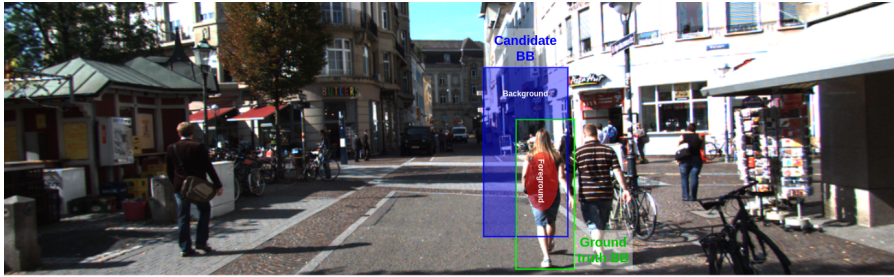 Candidate
BB
Background
Foreground
Ground
truth BB